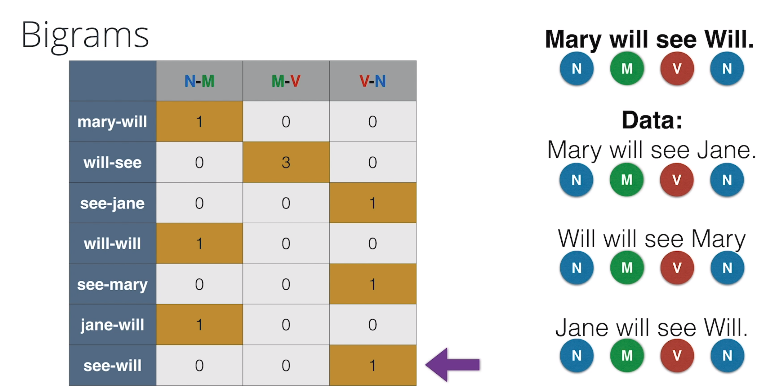 Bigrams
N-M M-V V-N
mary-will 1 0 0
will-see 0 3 0
see-jane 0 0 1
will-will 1 0 0
see-mary 0 0 1
jane-will 1 0 0
see-will 0 0 1
Mary will see Will.
N M V N
Data:
Mary will see Jane.
N M V N
Will will see Mary
N M V N
Jane will see Will.
N M V N